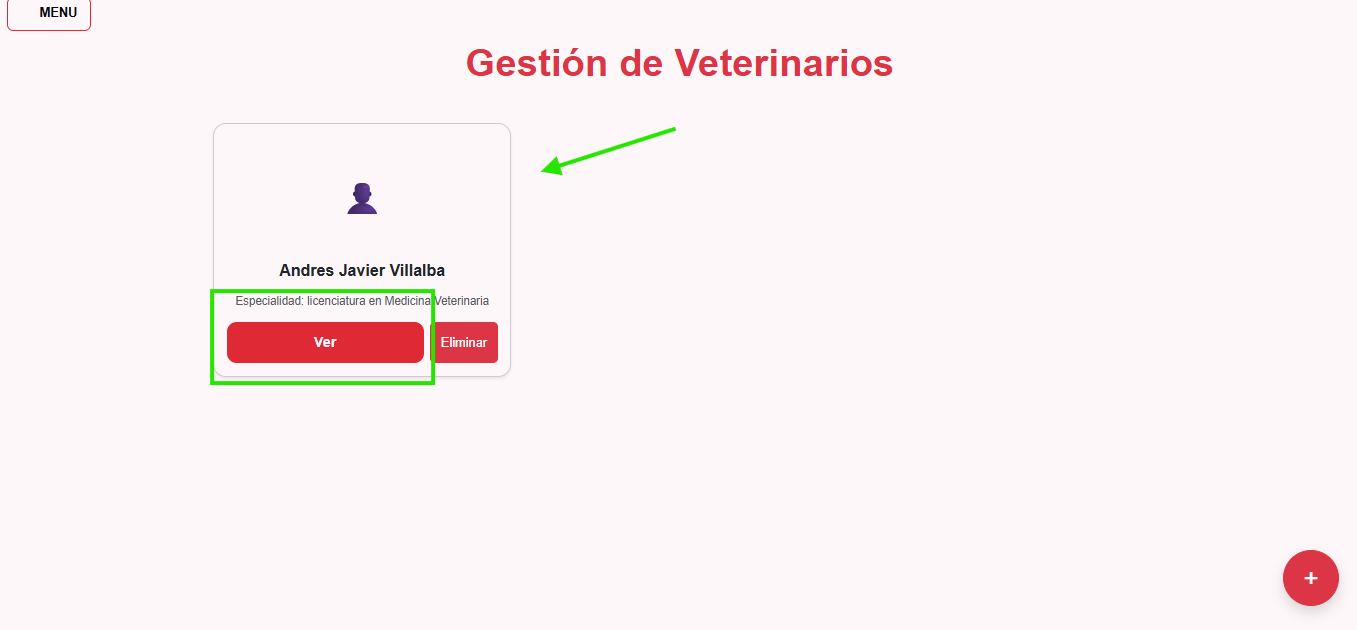 MENU
Gestión de Veterinarios
Andres Javier Villalba
Especialidad: licenciatura en Medicina Veterinaria
Ver
Eliminar
+